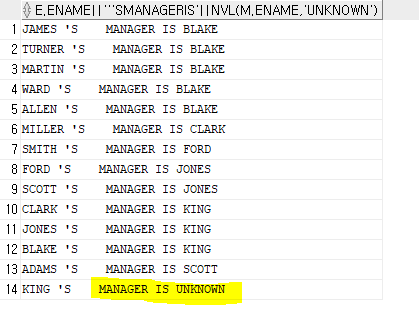 E,ENAME||'''SMANAGERIS'||NVL(M,ENAME,'UNKNOWN')
1 JAMES 'S    MANAGER IS BLAKE
2 TURNER 'S    MANAGER IS BLAKE
3 MARTIN 'S    MANAGER IS BLAKE
4 WARD 'S    MANAGER IS BLAKE
5 ALLEN 'S    MANAGER IS BLAKE
6 MILLER 'S    MANAGER IS CLARK
7 SMITH 'S    MANAGER IS FORD
8 FORD 'S    MANAGER IS JONES
9 SCOTT 'S    MANAGER IS JONES
10 CLARK 'S    MANAGER IS KING
11 JONES 'S    MANAGER IS KING
12 BLAKE 'S    MANAGER IS KING
13 ADAMS 'S    MANAGER IS SCOTT
14 KING 'S    MANAGER IS UNKNOWN